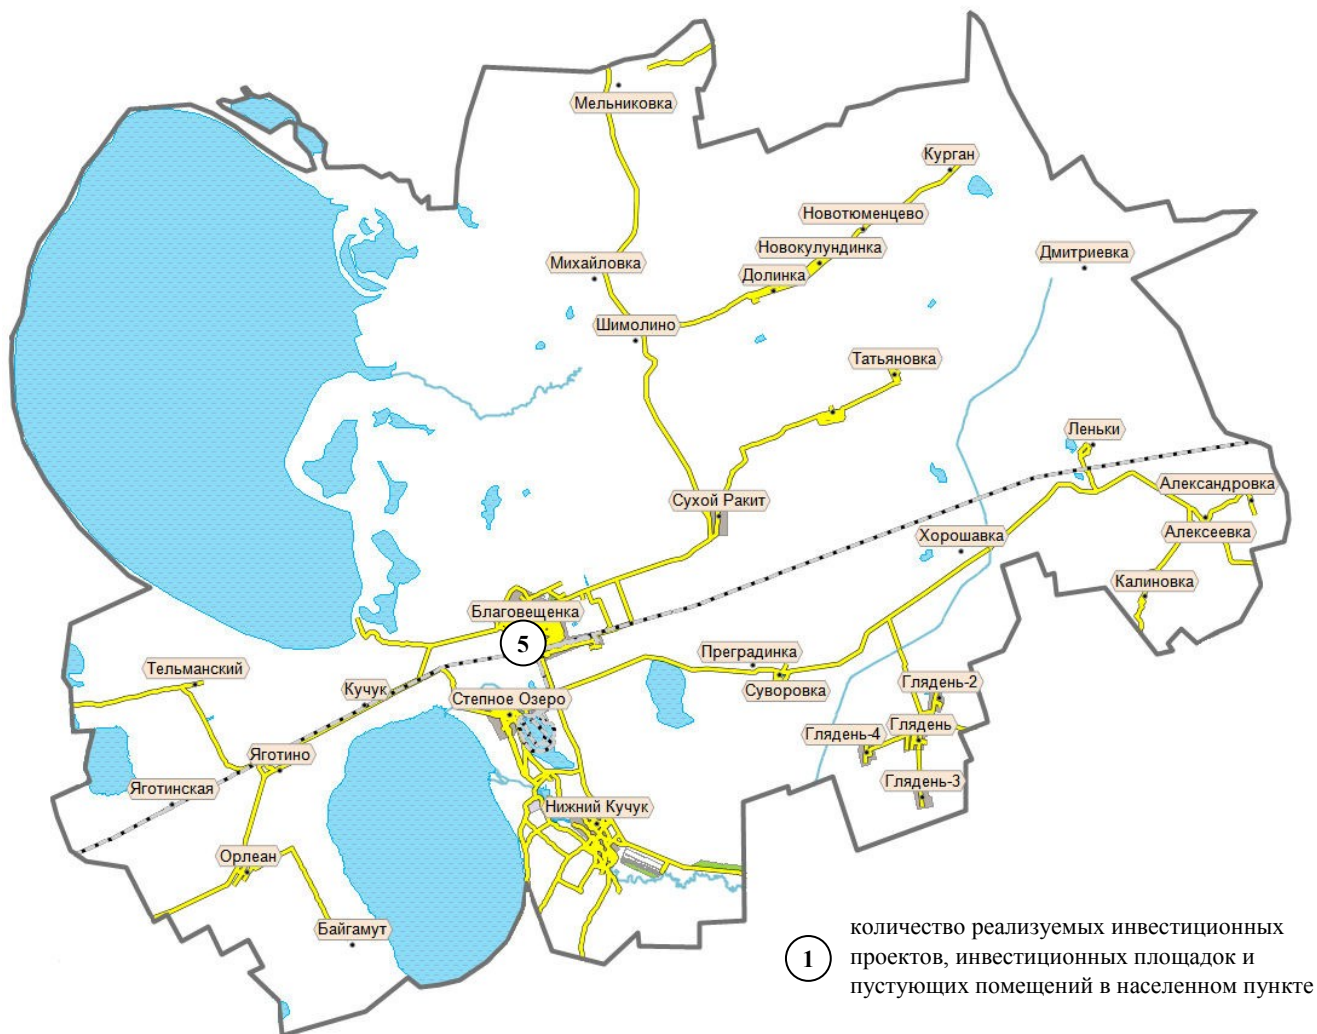 Мельниковка
Курган
Новотюменцево
Новокулундинка
Дмитриевка
Михайловка
Долинка
Шимолино
Татьяновка
Леньки
Александровка
Сухой Ракит
Хорошавка
Алексеевка
Калиновка
Благовещенка
5
Преградинка
Тельманский
Кучук
Суворовка
Глядень-2
Степное Озеро
Глядень
Глядень-4
Яготино
Глядень-3
Яготинская
Нижний Кучук
Орлеан
Байгамут
1
количество реализуемых инвестиционных
проектов, инвестиционных площадок и
пустующих помещений в населенном пункте